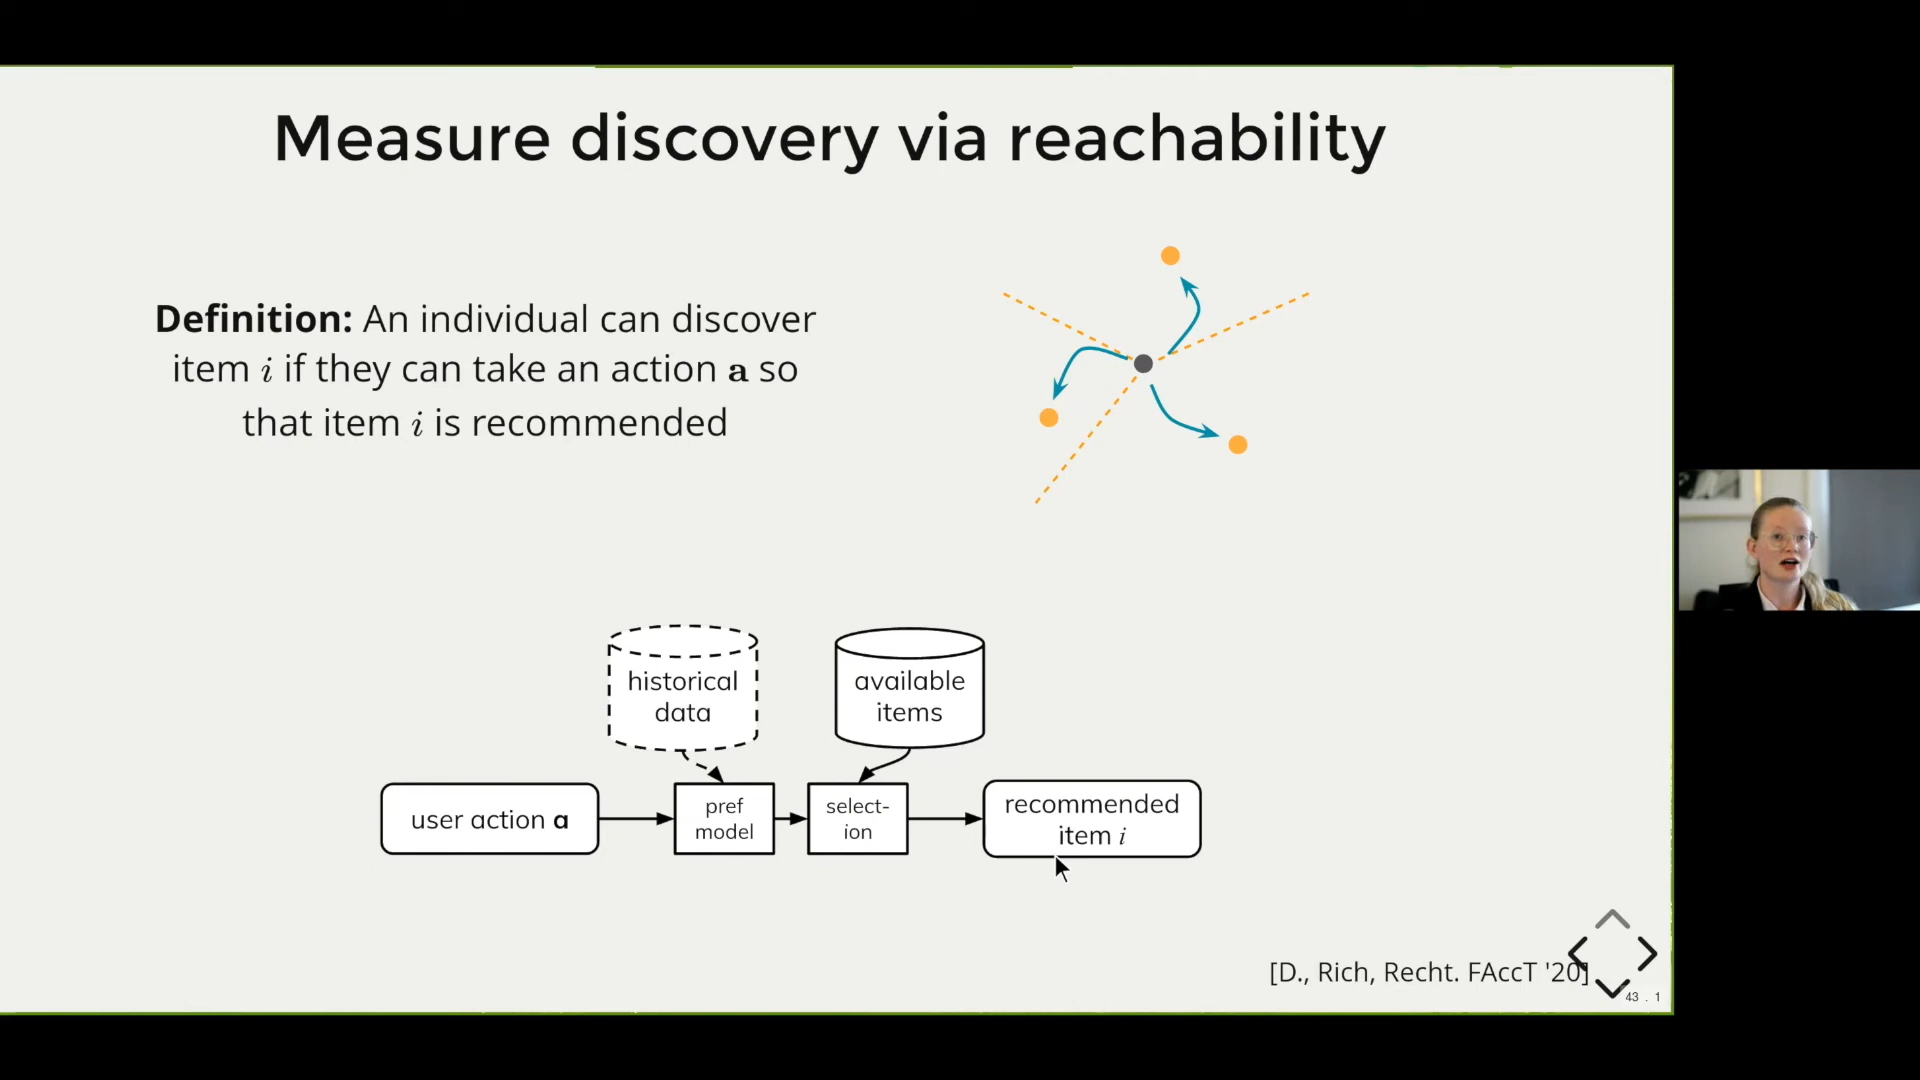 Measure discovery via reachability
Definition: An individual can discover
item i if they can take an action a so
that item i is recommended
historical
data
available
items
user action a
pref
model
select-
ion
recommended
item i
[D., Rich, Recht. FAccT '20]
43 . 1